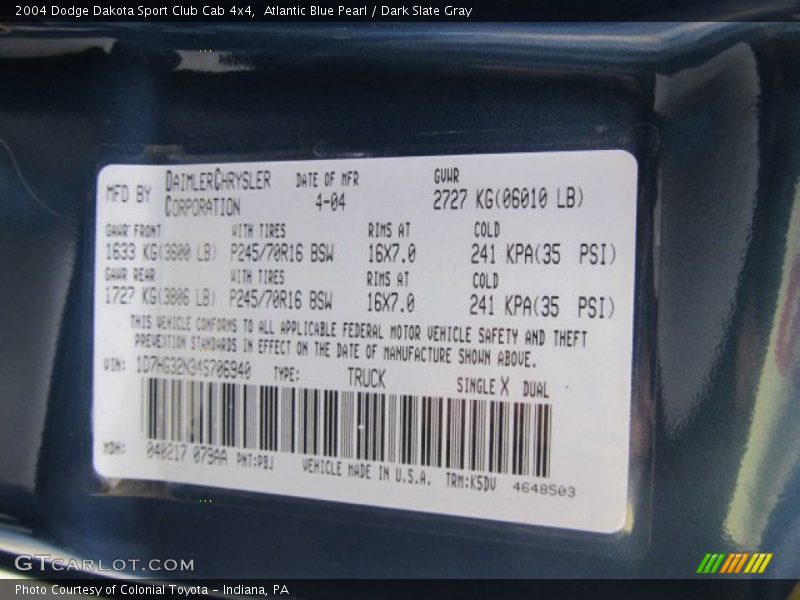 2004 Dodge Dakota Sport Club Cab 4x4,  Atlantic Blue Pearl / Dark Slate Gray
MFD BY DAIMLERCHRYSLER CORPORATION DATE OF MFR 4-04 GVWR 2727 KG(06010 LB)
GAWR FRONT WITH TIRES RIMS AT COLD
1633 KG(3600 LB) P245/70R16 BSW 16X7.0 241 KPA(35 PSI)
GAWR REAR WITH TIRES RIMS AT COLD
1727 KG(3806 LB) P245/70R16 BSW 16X7.0 241 KPA(35 PSI)
THIS VEHICLE CONFORMS TO ALL APPLICABLE FEDERAL MOTOR VEHICLE SAFETY AND THEFT
PREVENTION STANDARDS IN EFFECT ON THE DATE OF MANUFACTURE SHOWN ABOVE.
VIN: 1D7HG32N34S706940 TYPE: TRUCK SINGLE X DUAL
MDH: 040217 079AA PNT:PBJ VEHICLE MADE IN U.S.A. TRM:K5DV 4648503
GTCARLOT.COM
Photo Courtesy of Colonial Toyota - Indiana, PA